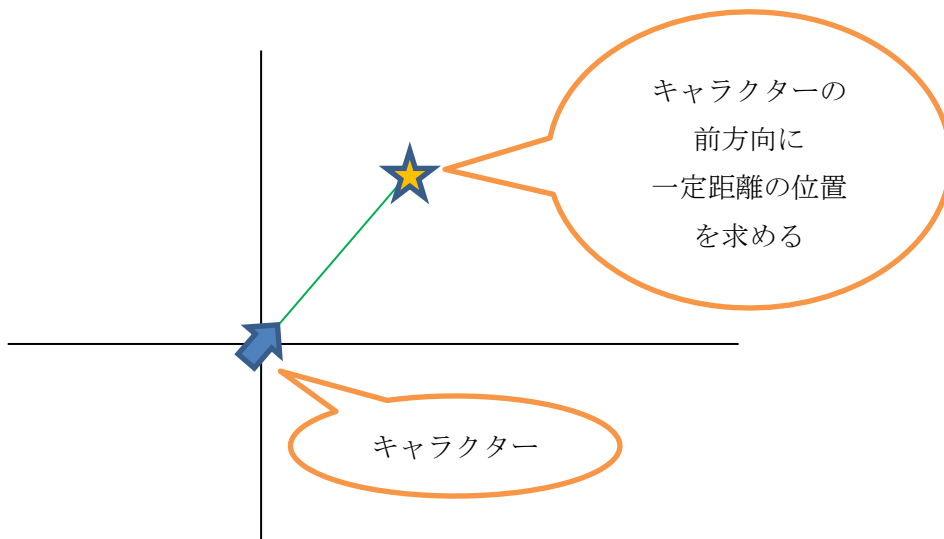 キャラクターの
前方向に
一定距離の位置
を求める
キャラクター